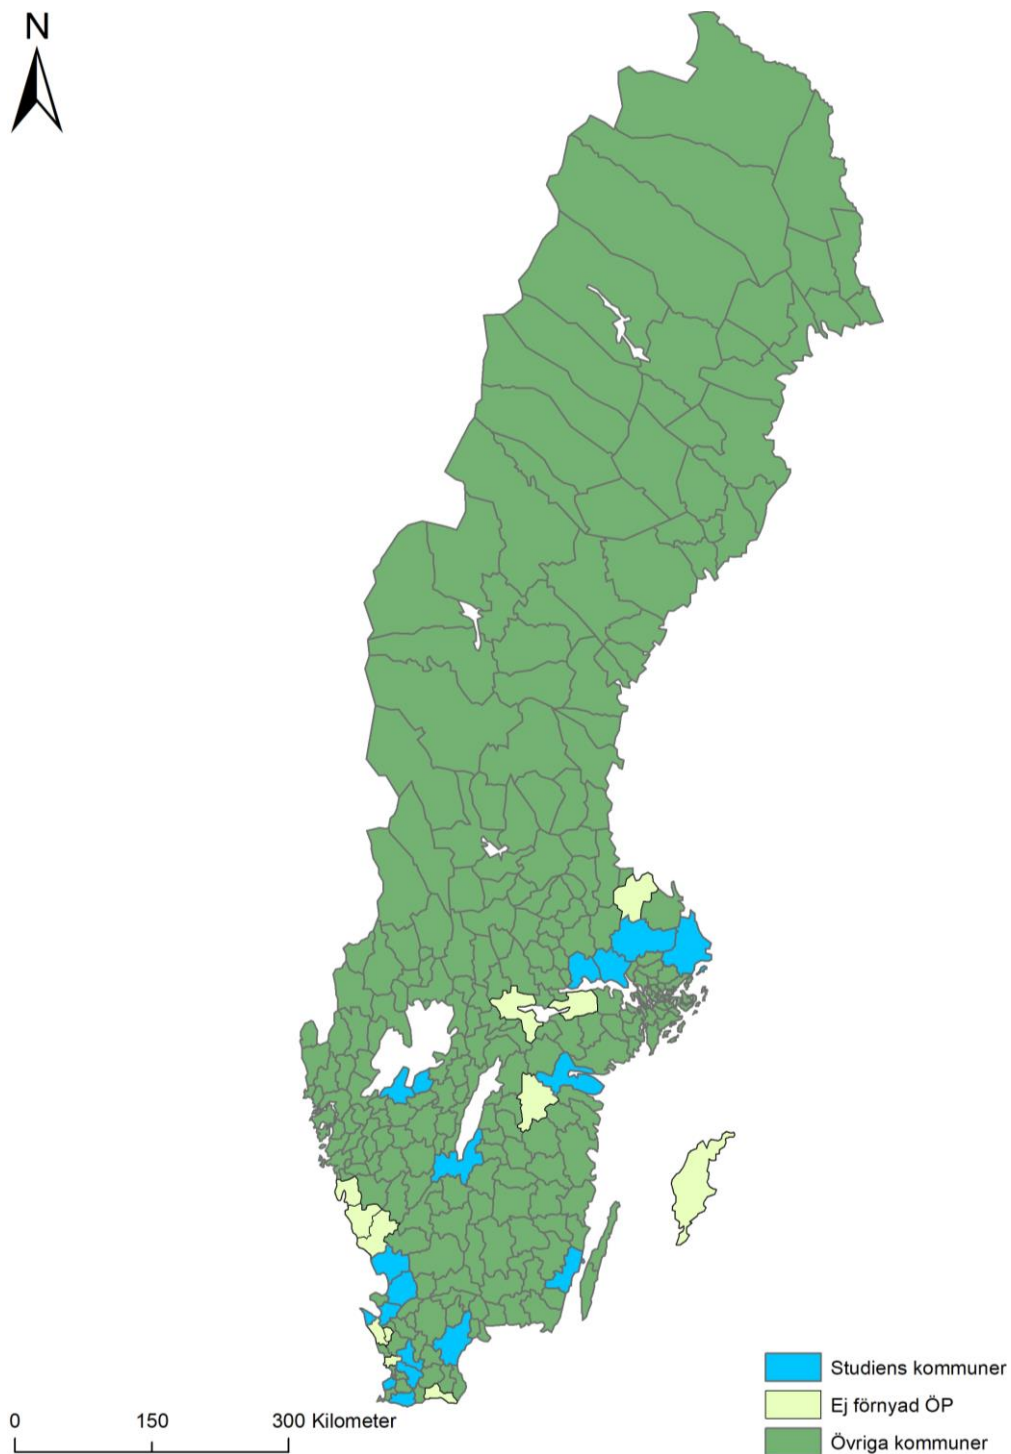 N
Studiens kommuner
Ej förnyad ÖP
Övriga kommuner
0 150 300 Kilometer